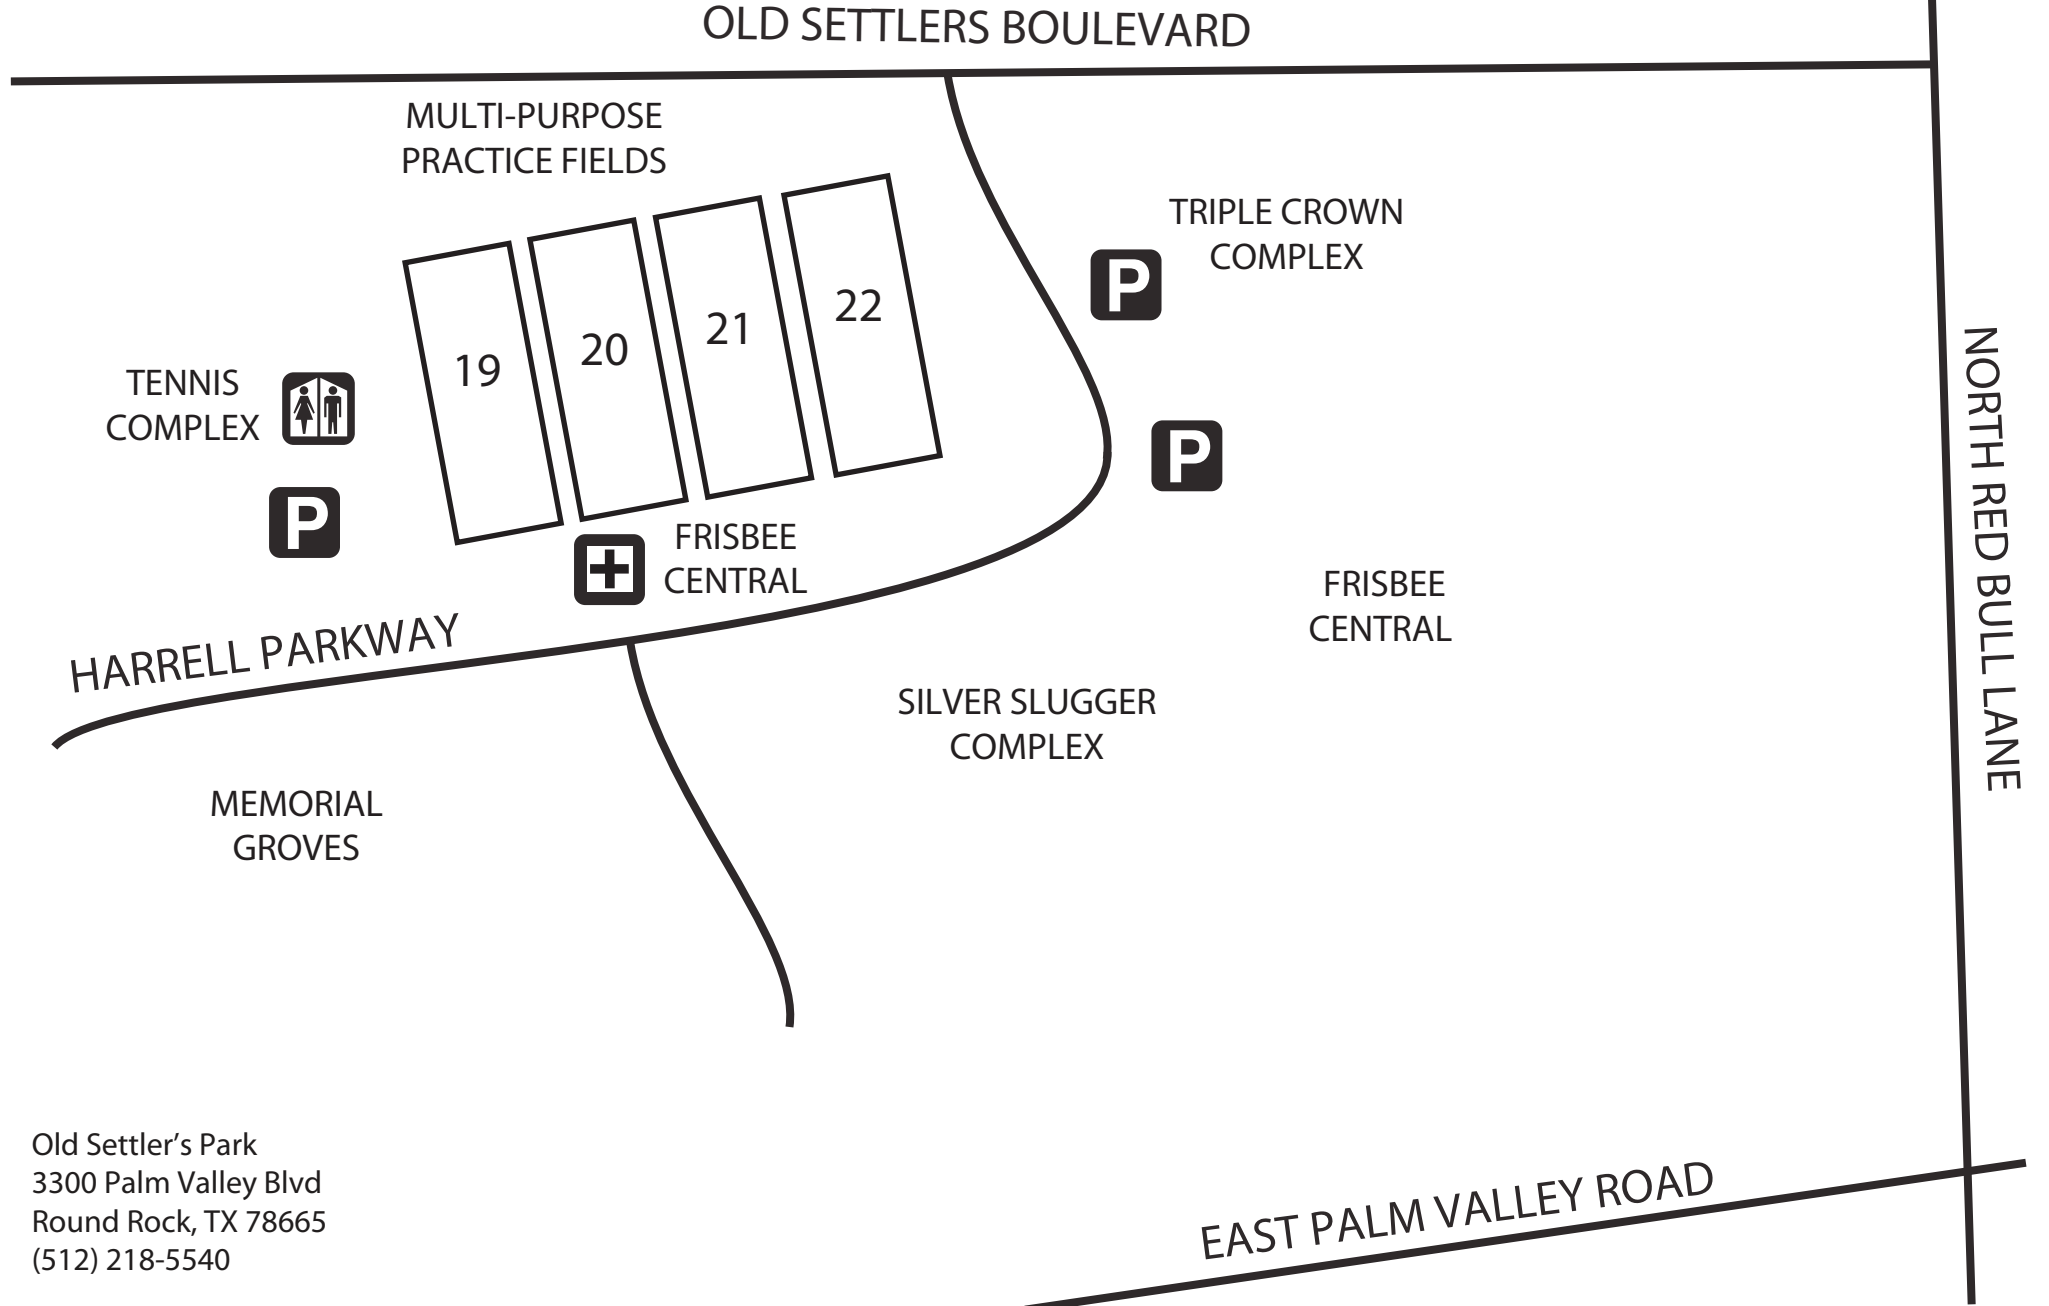 OLD SETTLERS BOULEVARD
MULTI-PURPOSE
PRACTICE FIELDS
TRIPLE CROWN
COMPLEX
P
22
21
20
19
TENNIS
COMPLEX
P
P
FRISBEE
CENTRAL
FRISBEE
CENTRAL
NORTH RED BULL LANE
HARRELL PARKWAY
SILVER SLUGGER
COMPLEX
MEMORIAL
GROVES
EAST PALM VALLEY ROAD
Old Settler's Park
3300 Palm Valley Blvd
Round Rock, TX 78665
(512) 218-5540